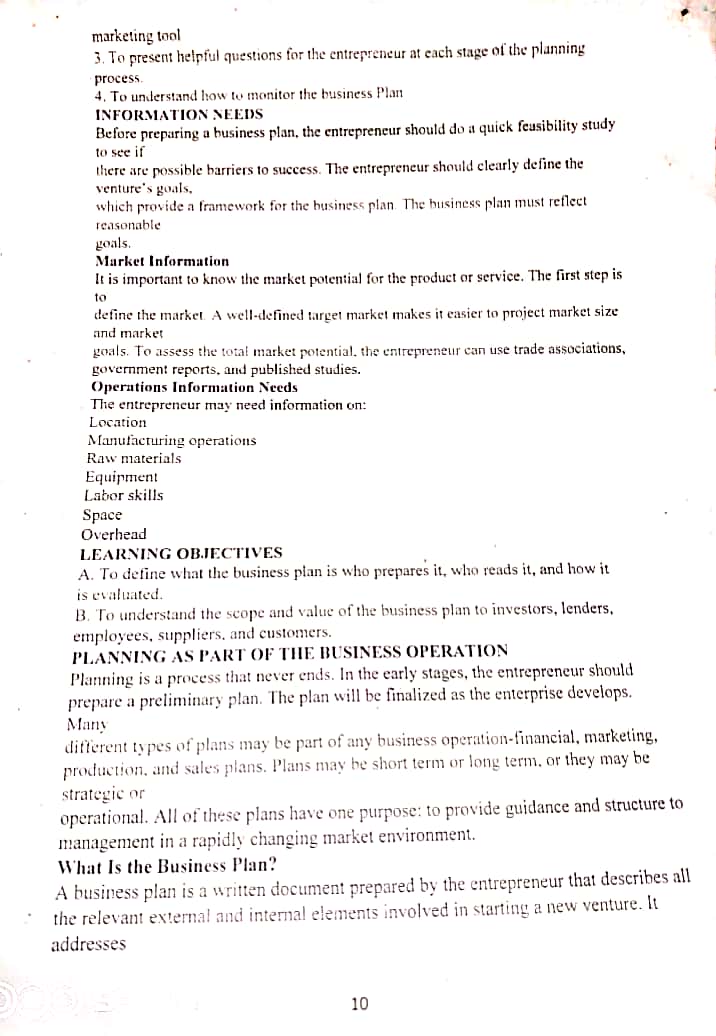 marketing tool
3. To present helpful questions for the entrepreneur at each stage of the planning
process.
4. To understand how to monitor the business Plan
INFORMATION NEEDS
Before preparing a business plan, the entrepreneur should do a quick feasibility study
to see if
there are possible barriers to success. The entrepreneur should clearly define the
venture's goals,
which provide a framework for the business plan. The business plan must reflect
reasonable
goals.
Market Information
It is important to know the market potential for the product or service. The first step is
to
define the market. A well-defined target market makes it easier to project market size
and market
goals. To assess the total market potential, the entrepreneur can use trade associations,
government reports, and published studies.
Operations Information Needs
The entrepreneur may need information on:
Location
Manufacturing operations
Raw materials
Equipment
Labor skills
Space
Overhead
LEARNING OBJECTIVES
A. To define what the business plan is who prepares it, who reads it, and how it
is evaluated.
B. To understand the scope and value of the business plan to investors, lenders,
employees, suppliers, and customers.
PLANNING AS PART OF THE BUSINESS OPERATION
Planning is a process that never ends. In the early stages, the entrepreneur should
prepare a preliminary plan. The plan will be finalized as the enterprise develops.
Many
different types of plans may be part of any business operation-financial, marketing,
production, and sales plans. Plans may be short term or long term, or they may be
strategic or
operational. All of these plans have one purpose: to provide guidance and structure to
management in a rapidly changing market environment.
What Is the Business Plan?
A business plan is a written document prepared by the entrepreneur that describes all
the relevant external and internal elements involved in starting a new venture. It
addresses
10